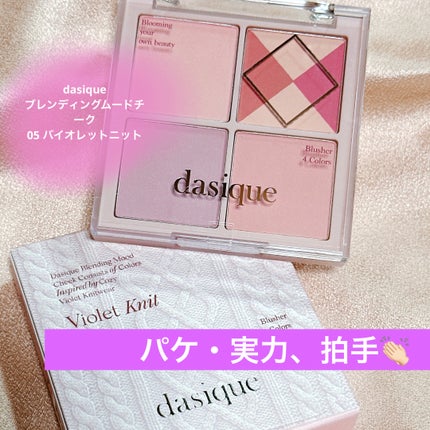 dasique
ブレンディングムードチ
ーク
05 バイオレットニット
Blooming
your
own beauty
Blusher
4 Colors
dasique
Dasique Blending Mood
Cheek Consists of Colors
Inspired by Cozy
Violet Knitwear
Violet Knit
Blusher
Colors
パケ・実力、拍手👏🏻
dasique